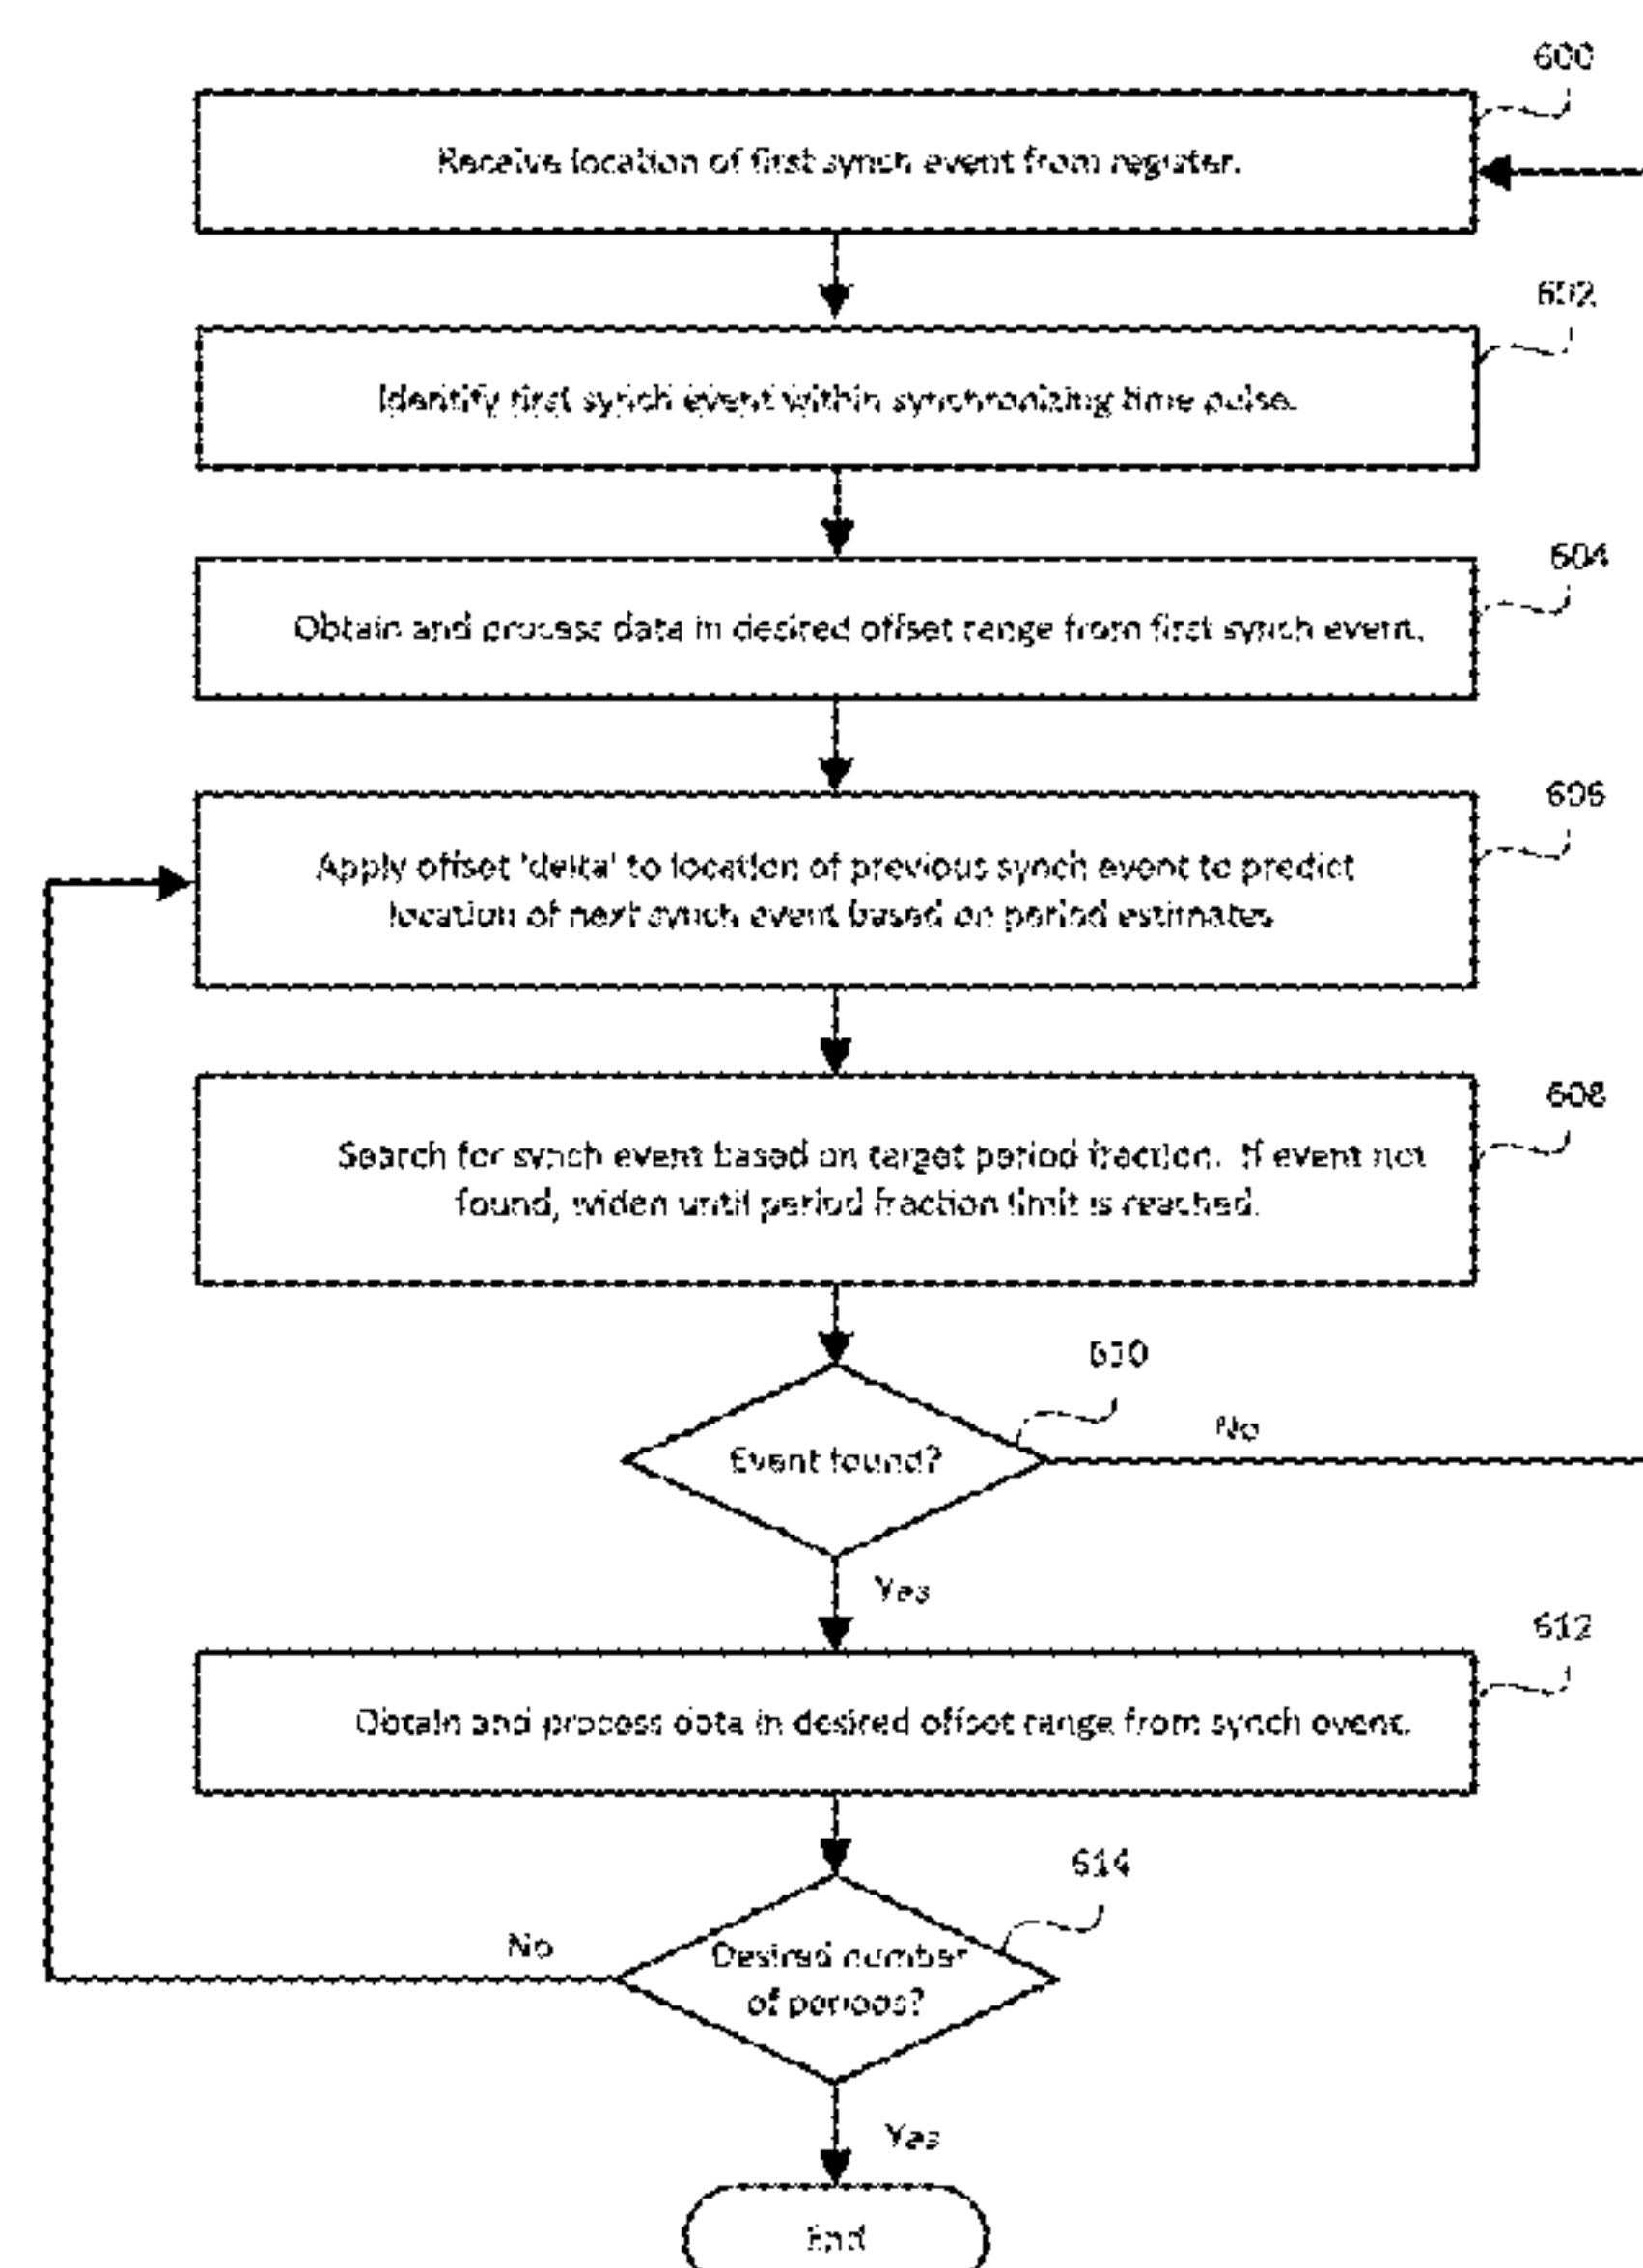 600
Receive location of first synch event from register.
602
Identify first synch event within synchronizing time pulse.
604
Obtain and process data in desired offset range from first synch event.
606
Apply offset 'delta' to location of previous synch event to predict
location of next synch event based on period estimates
608
Search for synch event based on target period fraction. If event not
found, widen until period fraction limit is reached.
610
Event found?
No
Yes
612
Obtain and process data in desired offset range from synch event.
614
Desired number
of periods?
No
Yes
End